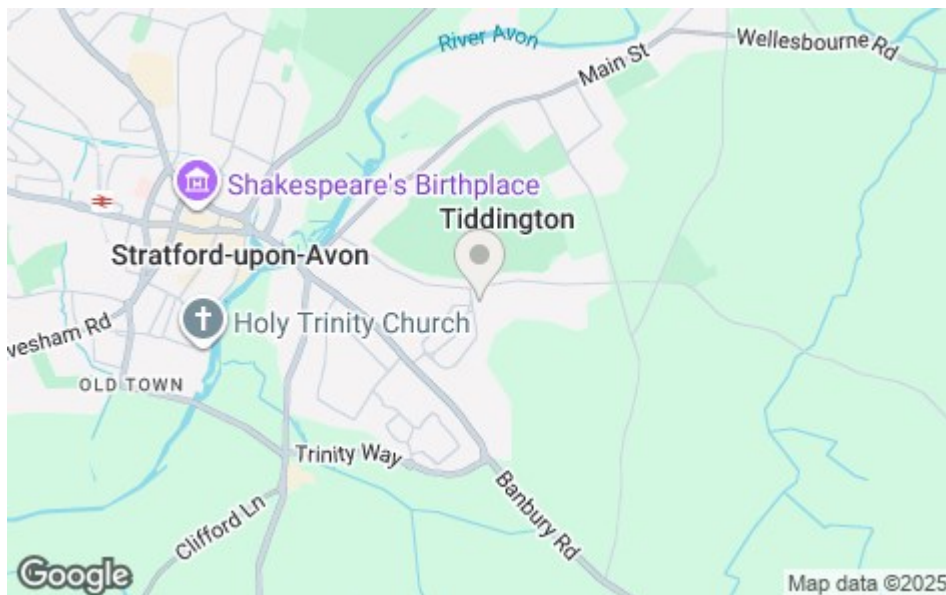 River Avon
Main St
Wellesbourne Rd
Shakespeare's Birthplace
Tiddington
Stratford-upon-Avon
Holy Trinity Church
vesham Rd
OLD TOWN
Trinity Way
Banbury Rd
Clifford Ln
Google
Map data ©2025